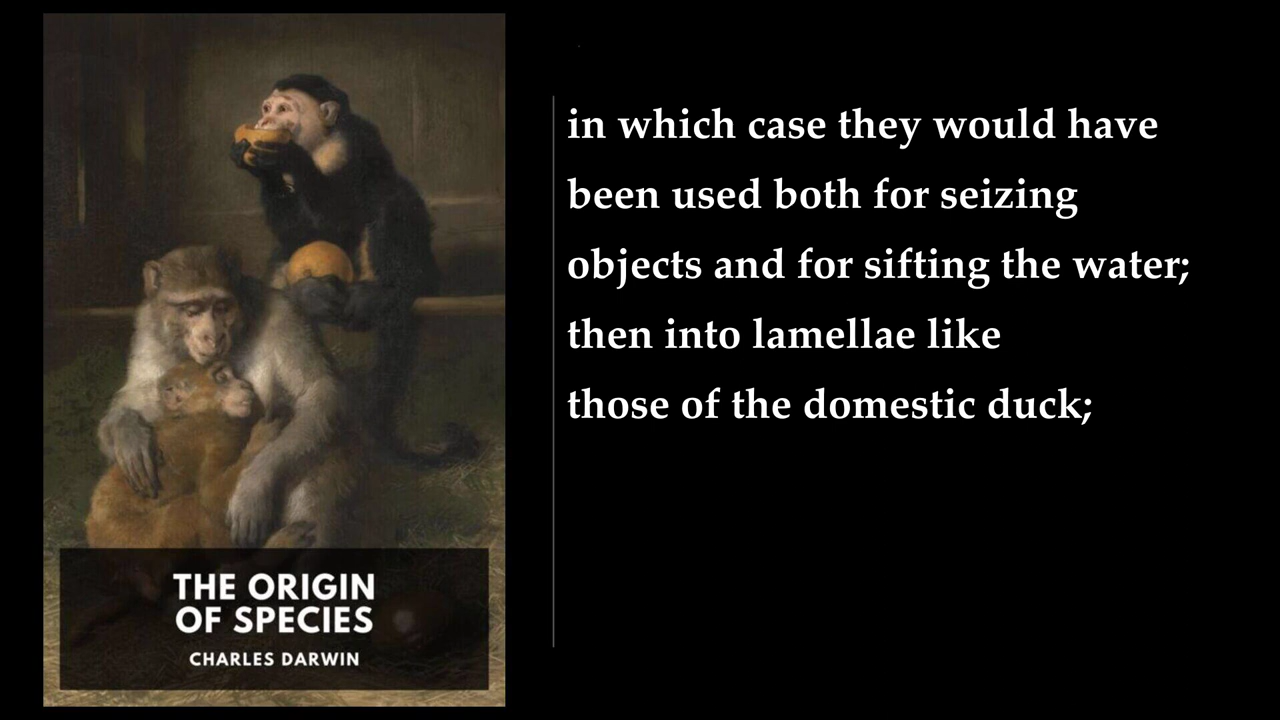 THE ORIGIN
OF SPECIES
CHARLES DARWIN
in which case they would have
been used both for seizing
objects and for sifting the water;
then into lamellae like
those of the domestic duck;